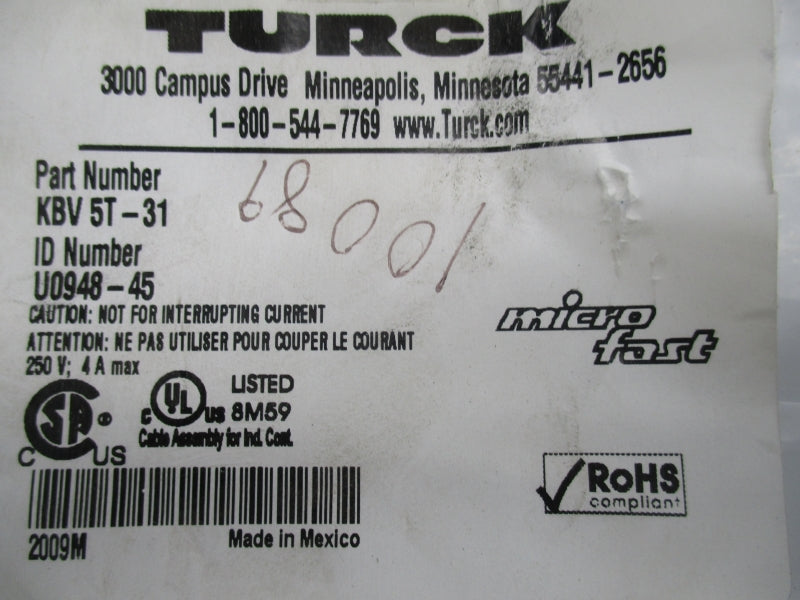 TURCK
3000 Campus Drive Minneapolis, Minnesota 55441-2656
1-800-544-7769 www.Turck.com
Part Number
KBV 5T-31
68001
ID Number
U0948-45
CAUTION: NOT FOR INTERRUPTING CURRENT
ATTENTION: NE PAS UTILISER POUR COUPER LE COURANT
250 V; 4 A max
micro
fast
CSA ®
C US
C UL US LISTED
8M59
Cable Assembly for Ind. Cont.
RoHS
compliant
2009M
Made in Mexico